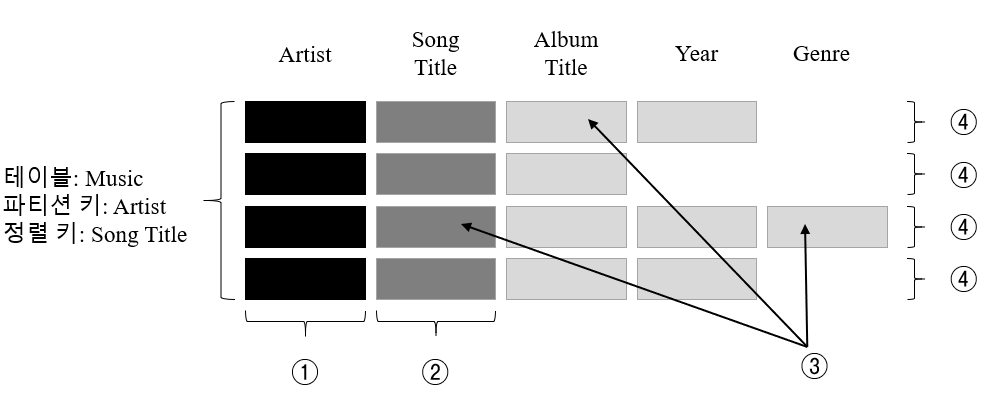 Artist
Song
Title
Album
Title
Year
Genre
테이블: Music
파티션 키: Artist
정렬 키: Song Title
④
④
④
④
①
②
③